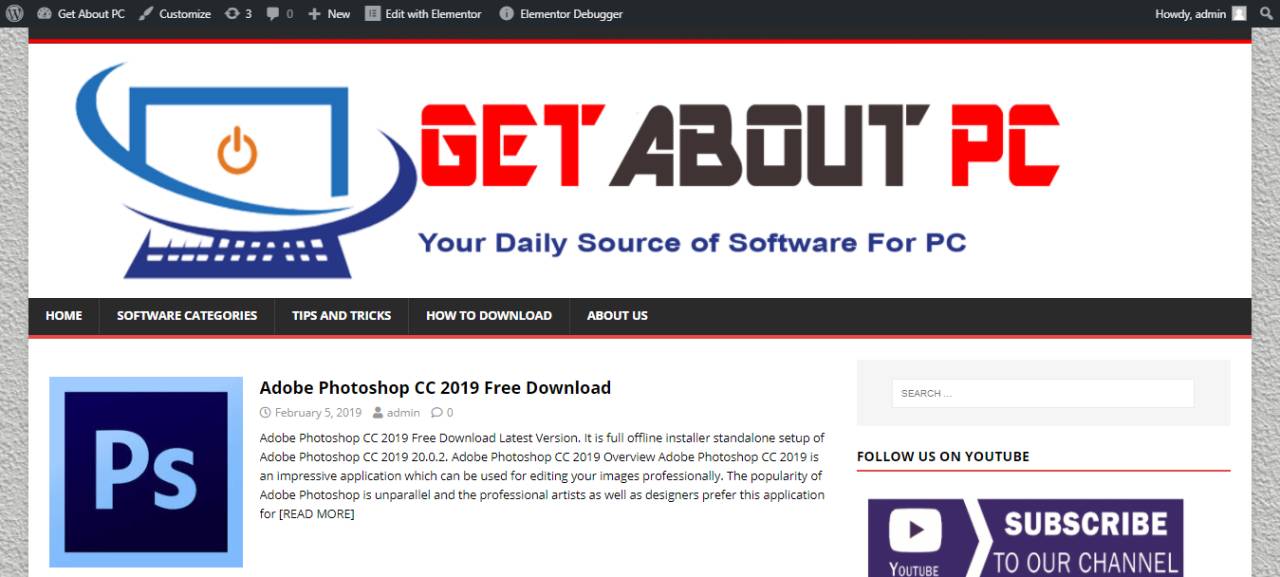 Get About PC Customize 3 0 New Edit with Elementor Elementor Debugger Howdy, admin
GET ABOUT PC
Your Daily Source of Software For PC
HOME SOFTWARE CATEGORIES TIPS AND TRICKS HOW TO DOWNLOAD ABOUT US
Ps
Adobe Photoshop CC 2019 Free Download
February 5, 2019 admin 0
Adobe Photoshop CC 2019 Free Download Latest Version. It is full offline installer standalone setup of
Adobe Photoshop CC 2019 20.0.2. Adobe Photoshop CC 2019 Overview Adobe Photoshop CC 2019 is
an impressive application which can be used for editing your images professionally. The popularity of
Adobe Photoshop is unparallel and the professional artists as well as designers prefer this application
for [READ MORE]
SEARCH ...
FOLLOW US ON YOUTUBE
YOUTUBE
SUBSCRIBE
TO OUR CHANNEL